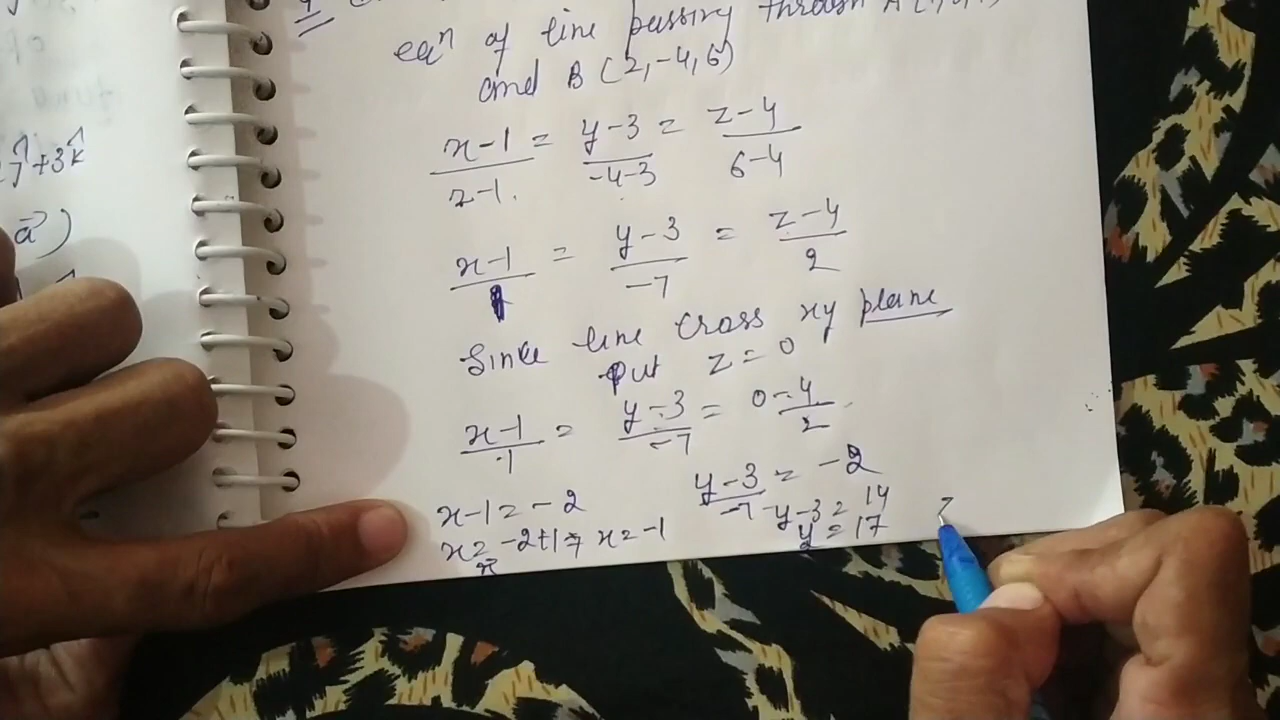 eqn of line passing through A (
and B (2, -4, 6)
x-1/2-1 = y-3/-4-3 = z-4/6-4
x-1/1 = y-3/-7 = z-4/2
Since line cross xy plane
Put z = 0
x-1/1 = y-3/-7 = 0-4/2
x-1 = -2
x = -2+1 ⇒ x = -1
y-3/-7 = -2
y-3 = 14
y = 17
z
j+3k
a)